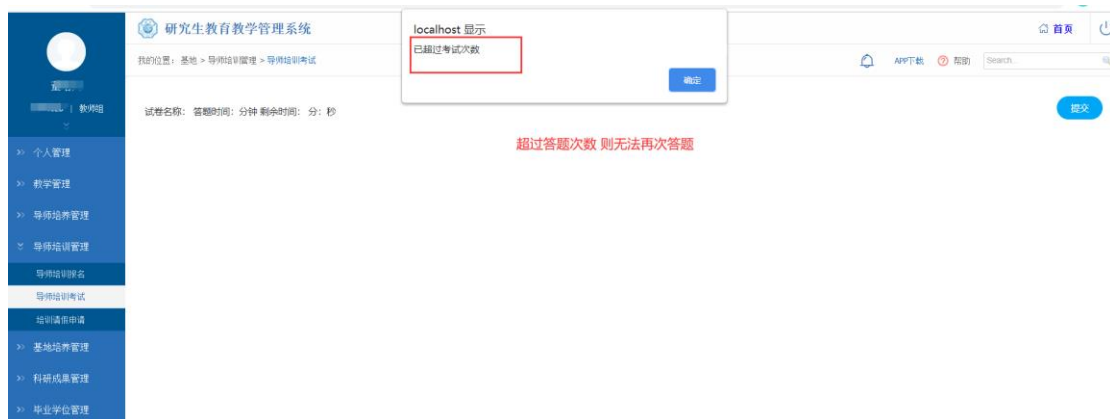 研究生教育教学管理系统
localhost 显示
已超过考试次数
确定
首页
我的位置：基地 > 导师培训管理 > 导师培训考试
APP下载
帮助
Search...
教师组
试卷名称： 答题时间：分钟 剩余时间： 分：秒
提交
超过答题次数 则无法再次答题
个人管理
教学管理
导师培养管理
导师培训管理
导师培训报名
导师培训考试
培训请假申请
基地培养管理
科研成果管理
毕业学位管理